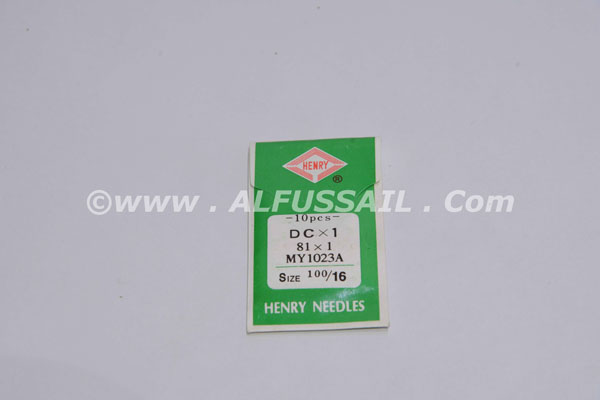 HENRY
®
©www . ALFUSSAIL . Com
-10pcs-
DC×1
81×1
MY1023A
SIZE 100/16
HENRY NEEDLES